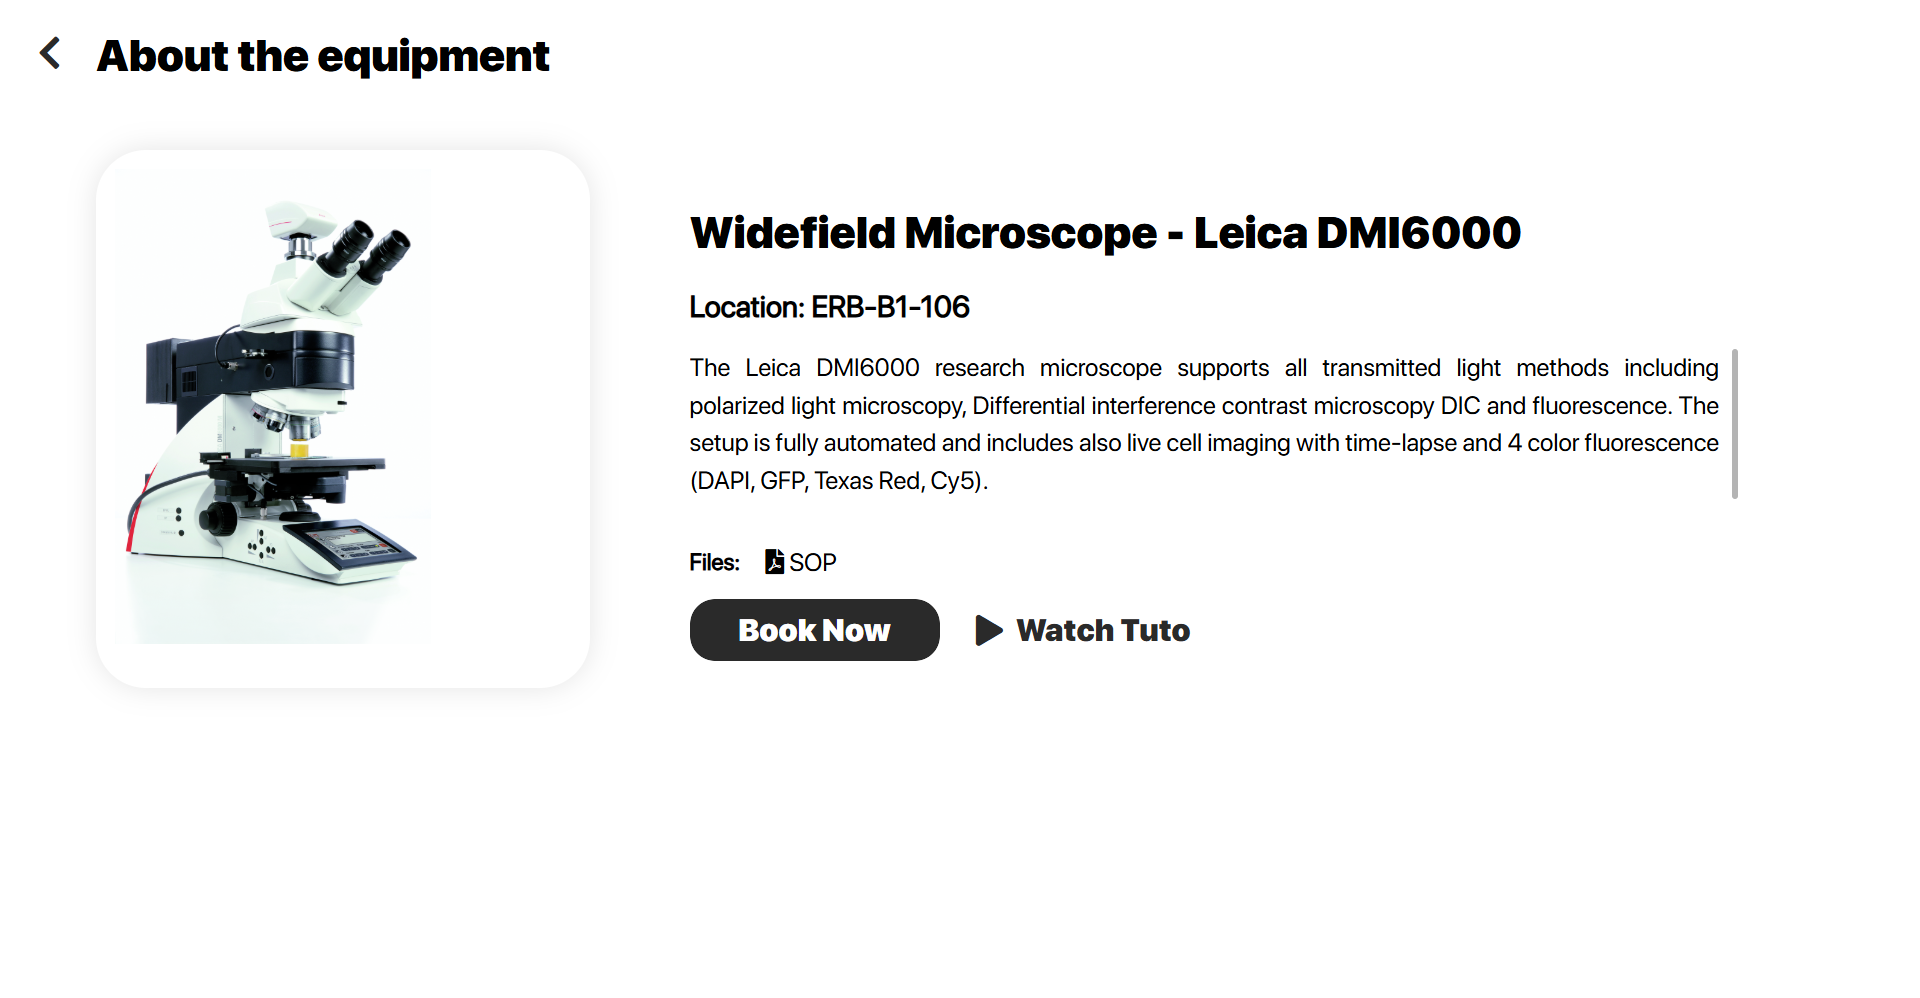 About the equipment
Widefield Microscope - Leica DMI6000
Location: ERB-B1-106
The Leica DMI6000 research microscope supports all transmitted light methods including
polarized light microscopy, Differential interference contrast microscopy DIC and fluorescence. The
setup is fully automated and includes also live cell imaging with time-lapse and 4 color fluorescence
(DAPI, GFP, Texas Red, Cy5).
Files: SOP
Book Now Watch Tuto